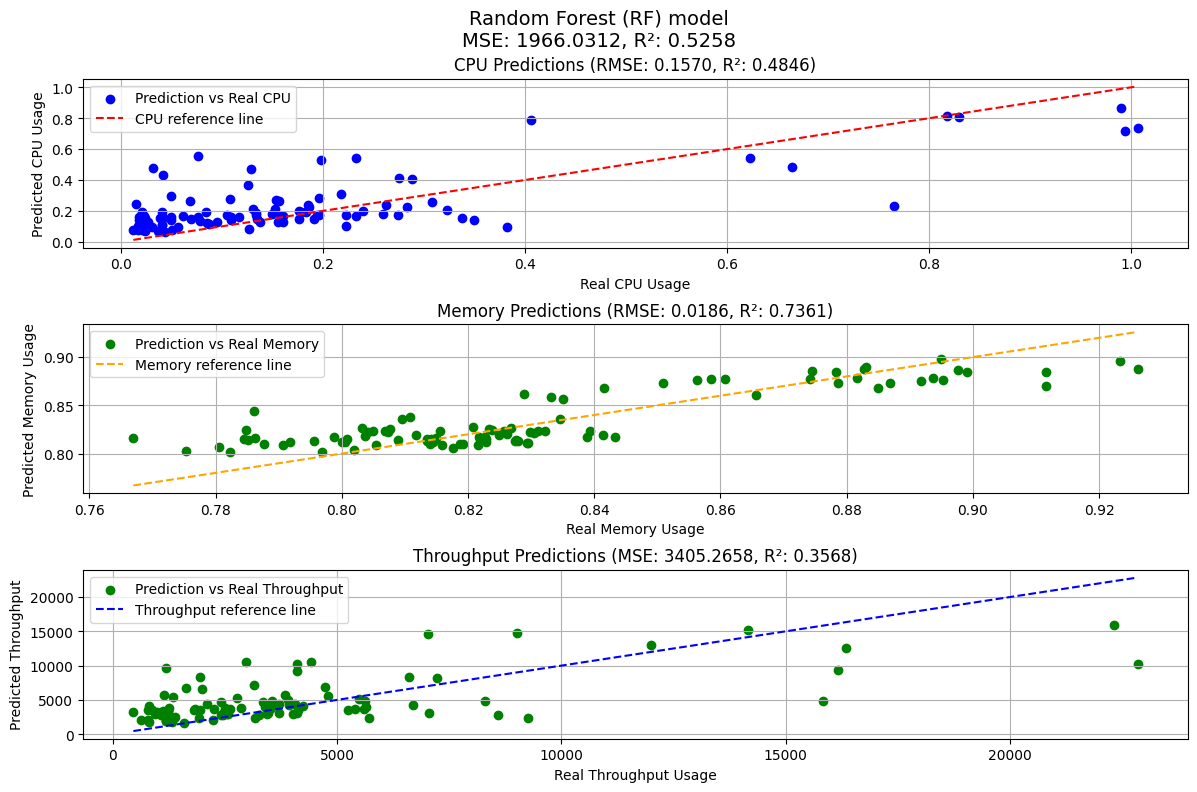 Random Forest (RF) model
MSE: 1966.0312, R²: 0.5258
CPU Predictions (RMSE: 0.1570, R²: 0.4846)
Prediction vs Real CPU
CPU reference line
Predicted CPU Usage
1.0
0.8
0.6
0.4
0.2
0.0
0.0 0.2 0.4 0.6 0.8 1.0
Real CPU Usage
Memory Predictions (RMSE: 0.0186, R²: 0.7361)
Prediction vs Real Memory
Memory reference line
Predicted Memory Usage
0.90
0.85
0.80
0.76 0.78 0.80 0.82 0.84 0.86 0.88 0.90 0.92
Real Memory Usage
Throughput Predictions (MSE: 3405.2658, R²: 0.3568)
Prediction vs Real Throughput
Throughput reference line
Predicted Throughput
20000
15000
10000
5000
0
0 5000 10000 15000 20000
Real Throughput Usage